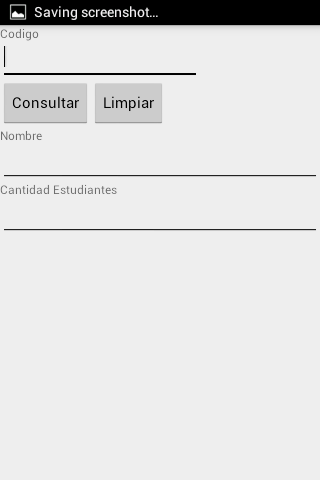 Saving screenshot...
Codigo
Consultar Limpiar
Nombre
Cantidad Estudiantes